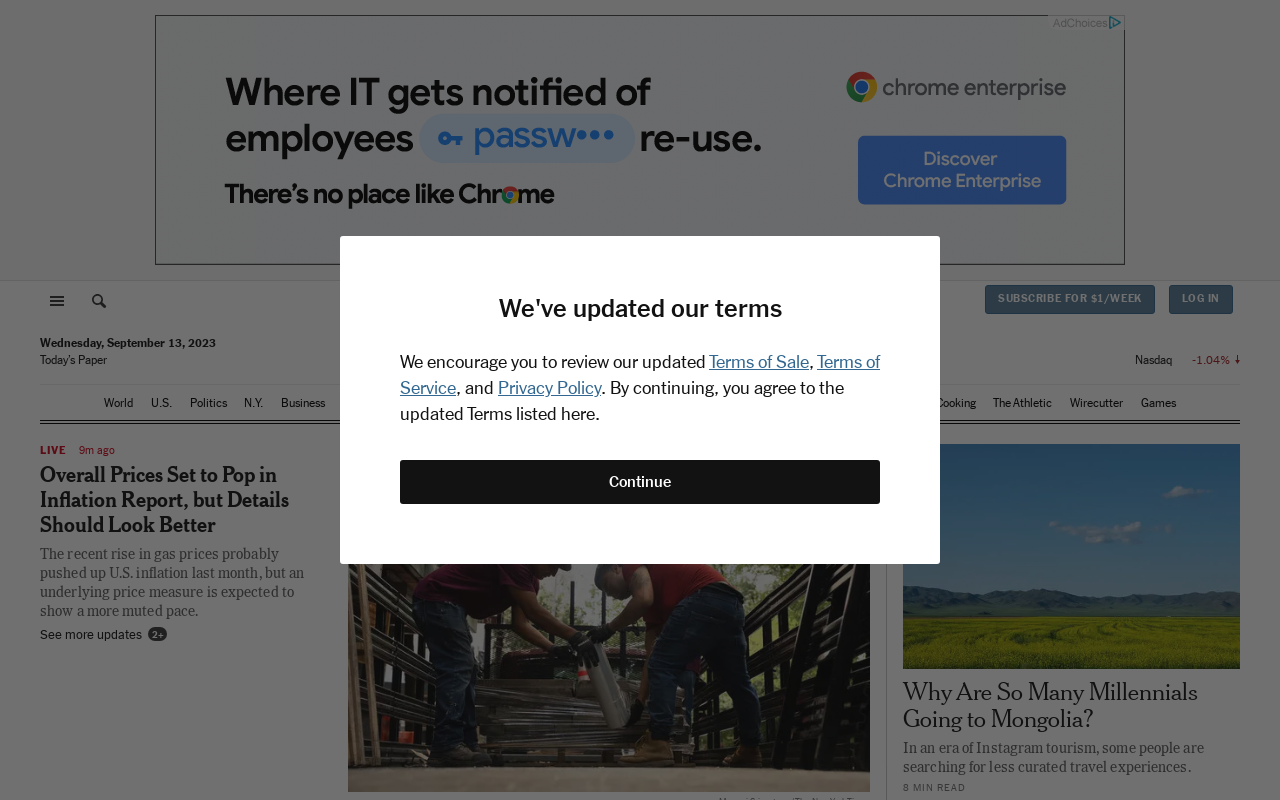 AdChoices
Where IT gets notified of
employees passw••• re-use.
There's no place like Chrome
chrome enterprise
Discover
Chrome Enterprise
SUBSCRIBE FOR $1/WEEK
LOG IN
Wednesday, September 13, 2023
Today's Paper
Nasdaq -1.04%
World U.S. Politics N.Y. Business
Cooking The Athletic Wirecutter Games
We've updated our terms
We encourage you to review our updated Terms of Sale, Terms of
Service, and Privacy Policy. By continuing, you agree to the
updated Terms listed here.
Continue
LIVE 9m ago
Overall Prices Set to Pop in
Inflation Report, but Details
Should Look Better
The recent rise in gas prices probably
pushed up U.S. inflation last month, but an
underlying price measure is expected to
show a more muted pace.
See more updates 2+
Why Are So Many Millennials
Going to Mongolia?
In an era of Instagram tourism, some people are
searching for less curated travel experiences.
8 MIN READ